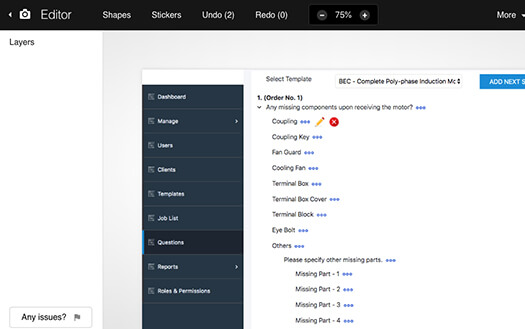 Editor
Shapes
Stickers
Undo (2)
Redo (0)
75%
More
Layers
Select Template
BEC - Complete Poly-phase Induction Mo
ADD NEXT S
Dashboard
Manage
Users
Clients
Templates
Job List
Questions
Reports
Roles & Permissions
1. (Order No. 1)
Any missing components upon receiving the motor?
Coupling
Coupling Key
Fan Guard
Cooling Fan
Terminal Box
Terminal Box Cover
Terminal Block
Eye Bolt
Others
Please specify other missing parts.
Missing Part - 1
Missing Part - 2
Missing Part - 3
Missing Part - 4
Any issues?